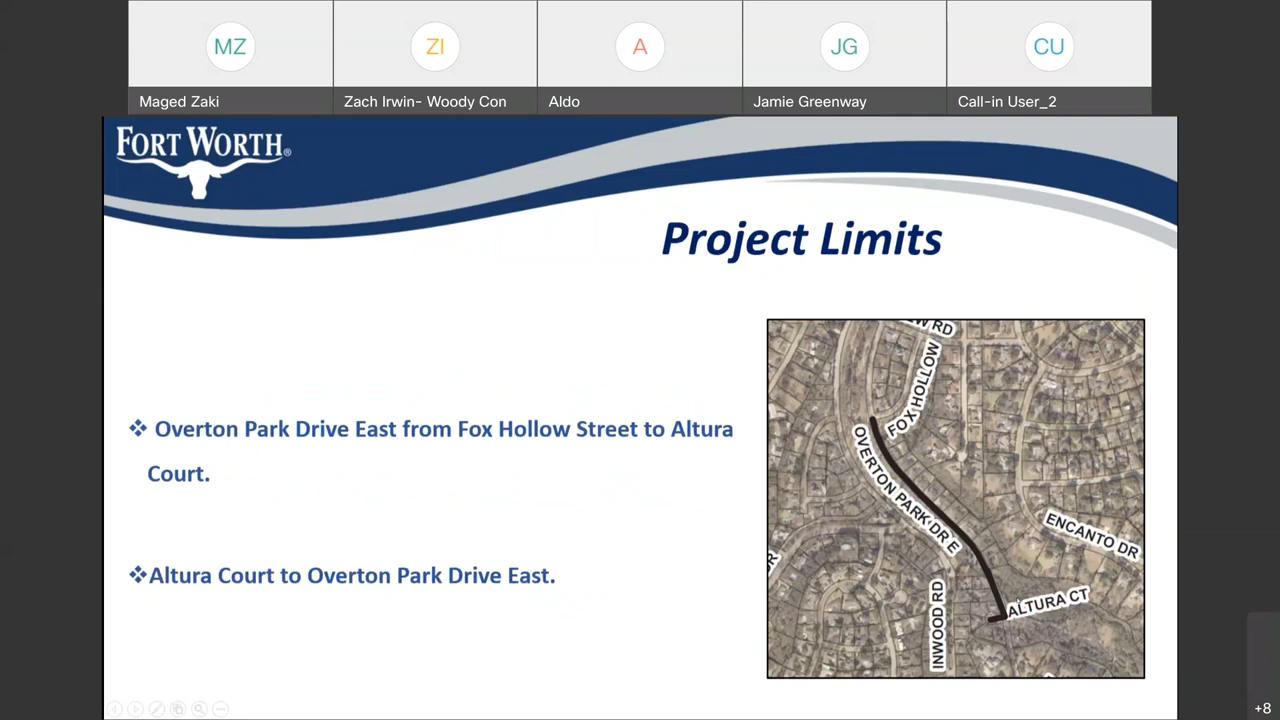 MZ
ZI
A
JG
CU
Maged Zaki
Zach Irwin- Woody Con
Aldo
Jamie Greenway
Call-in User_2
FORT WORTH®
Project Limits
❖ Overton Park Drive East from Fox Hollow Street to Altura
Court.
❖Altura Court to Overton Park Drive East.
RD
FOX HOLLOW
OVERTON PARK DR E
ENCANTO DR
ALTURA CT
INWOOD RD
+8